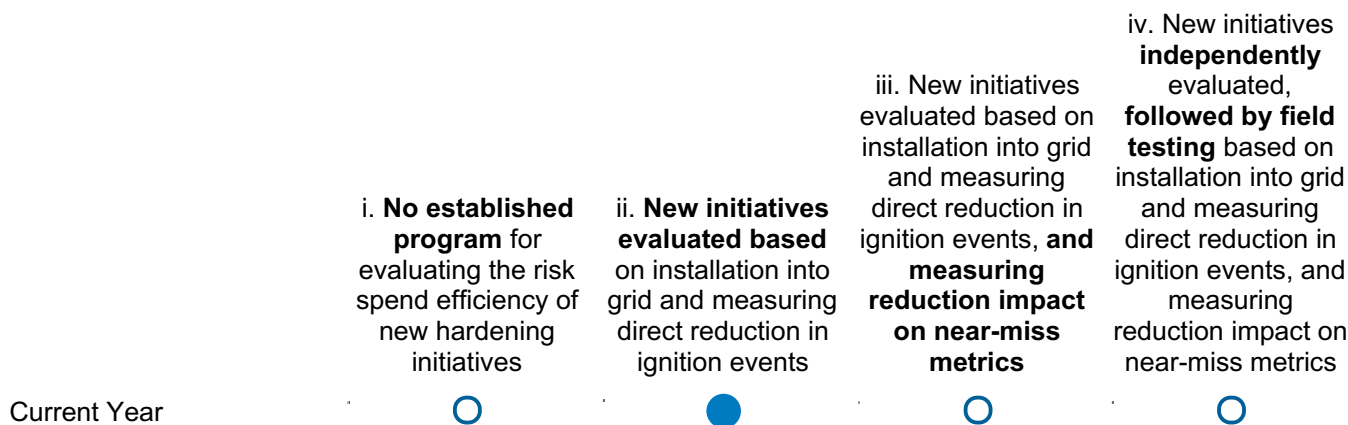 i. No established
program for
evaluating the risk
spend efficiency of
new hardening
initiatives
ii. New initiatives
evaluated based
on installation into
grid and measuring
direct reduction in
ignition events
iii. New initiatives
evaluated based on
installation into grid
and measuring
direct reduction in
ignition events, and
measuring
reduction impact
on near-miss
metrics
iv. New initiatives
independently
evaluated,
followed by field
testing based on
installation into grid
and measuring
direct reduction in
ignition events, and
measuring
reduction impact on
near-miss metrics
Current Year